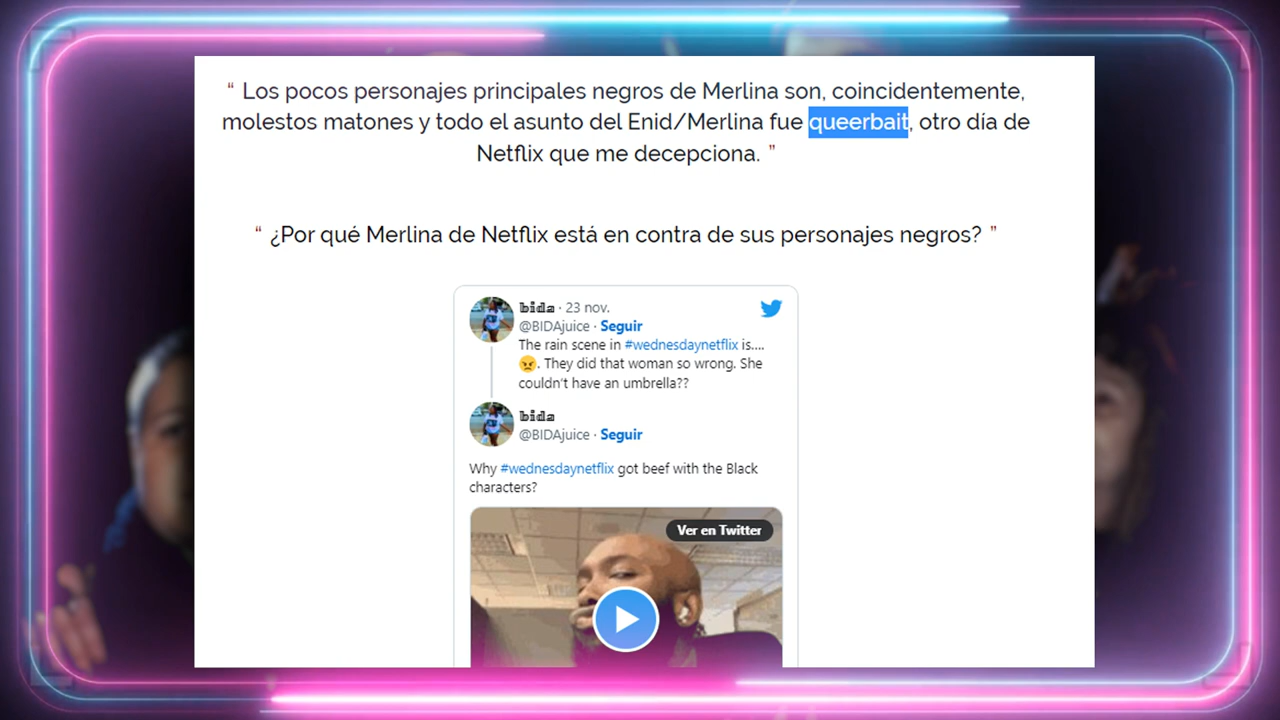 “ Los pocos personajes principales negros de Merlina son, coincidentemente,
molestos matones y todo el asunto del Enid/Merlina fue queerbait, otro día de
Netflix que me decepciona. ”
“ ¿Por qué Merlina de Netflix está en contra de sus personajes negros? ”
bida · 23 nov.
@BIDAjuice · Seguir
The rain scene in #wednesdaynetflix is....
😠. They did that woman so wrong. She
couldn't have an umbrella??
bida
@BIDAjuice · Seguir
Why #wednesdaynetflix got beef with the Black
characters?
Ver en Twitter